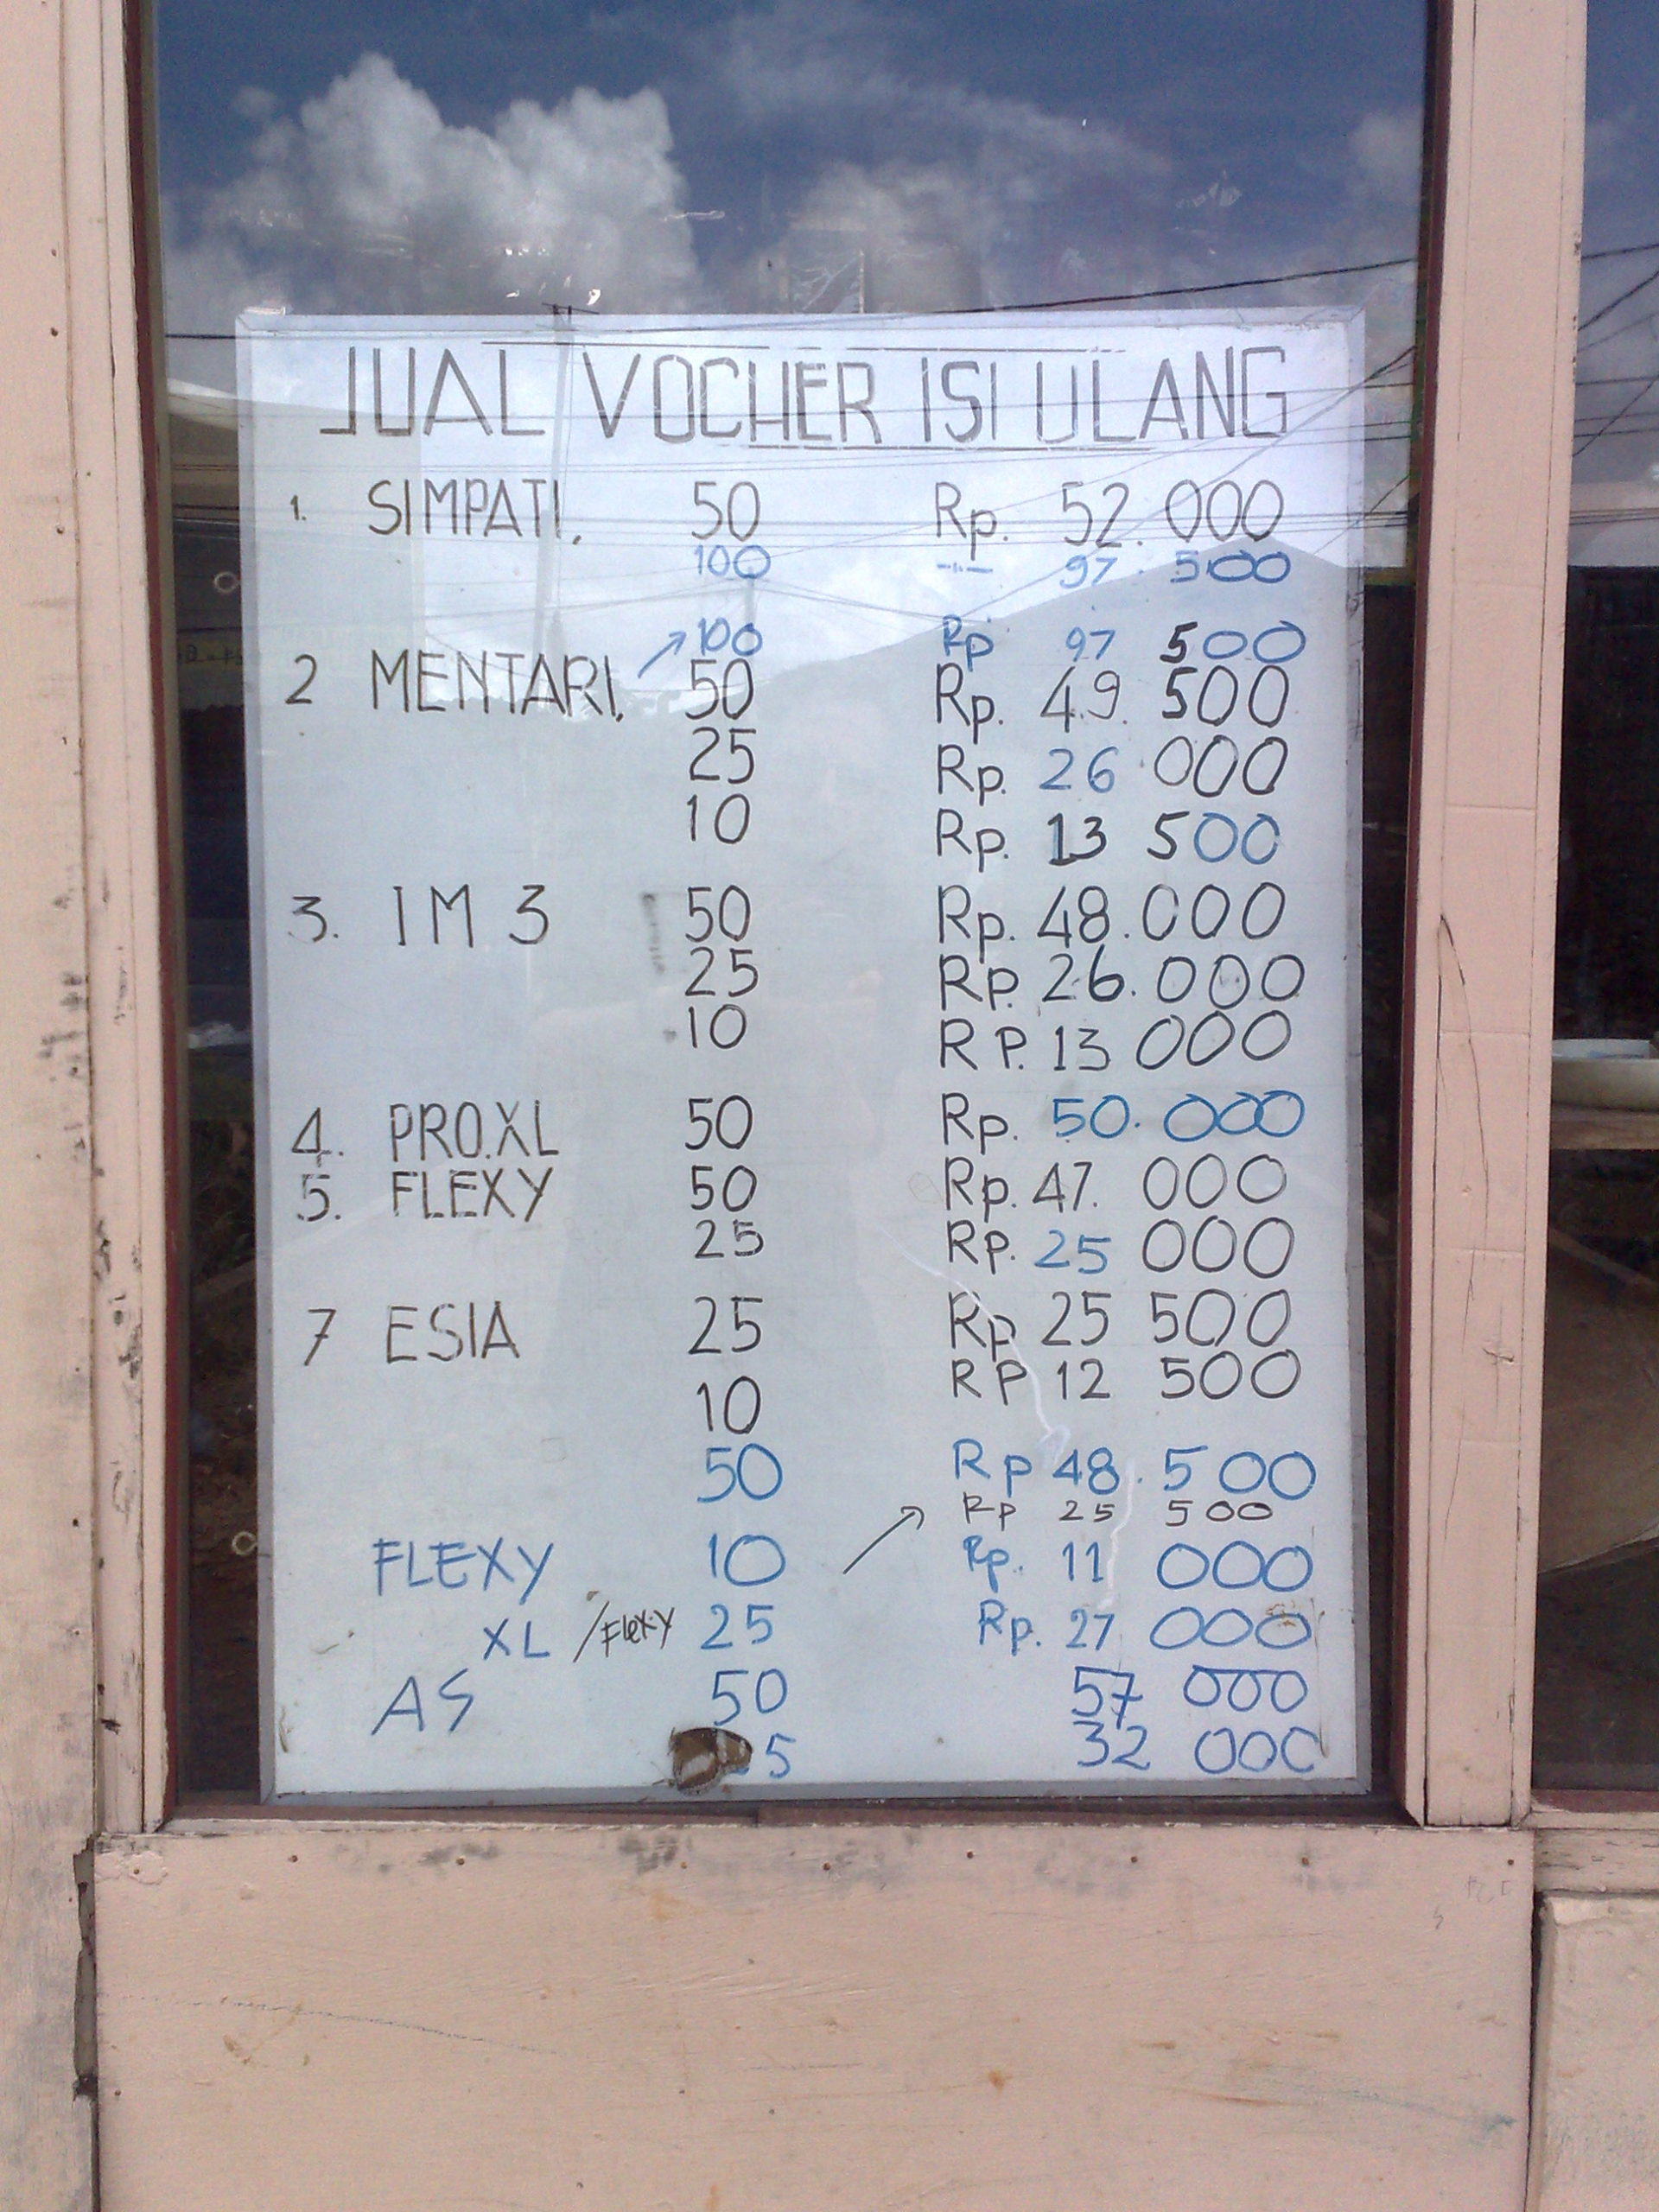 JUAL VOCHER ISI ULANG
1. SIMPATI. 50 Rp. 52.000
100 -"- 97.500
100 Rp 97 500
2 MENTARI. 50 Rp. 49.500
25 Rp. 26.000
10 Rp. 13 500
3. IM3 50 Rp. 48.000
25 Rp. 26.000
10 RP. 13 000
4. PRO.XL 50 Rp. 50.000
5. FLEXY 50 Rp. 47. 000
25 Rp. 25 000
7 ESIA 25 Rp 25 500
10 RP 12 500
50 Rp 48.500
Rp 25 500
FLEXY 10 Rp. 11 000
XL /FLEXY 25 Rp. 27 000
AS 50 57 000
5 32 000